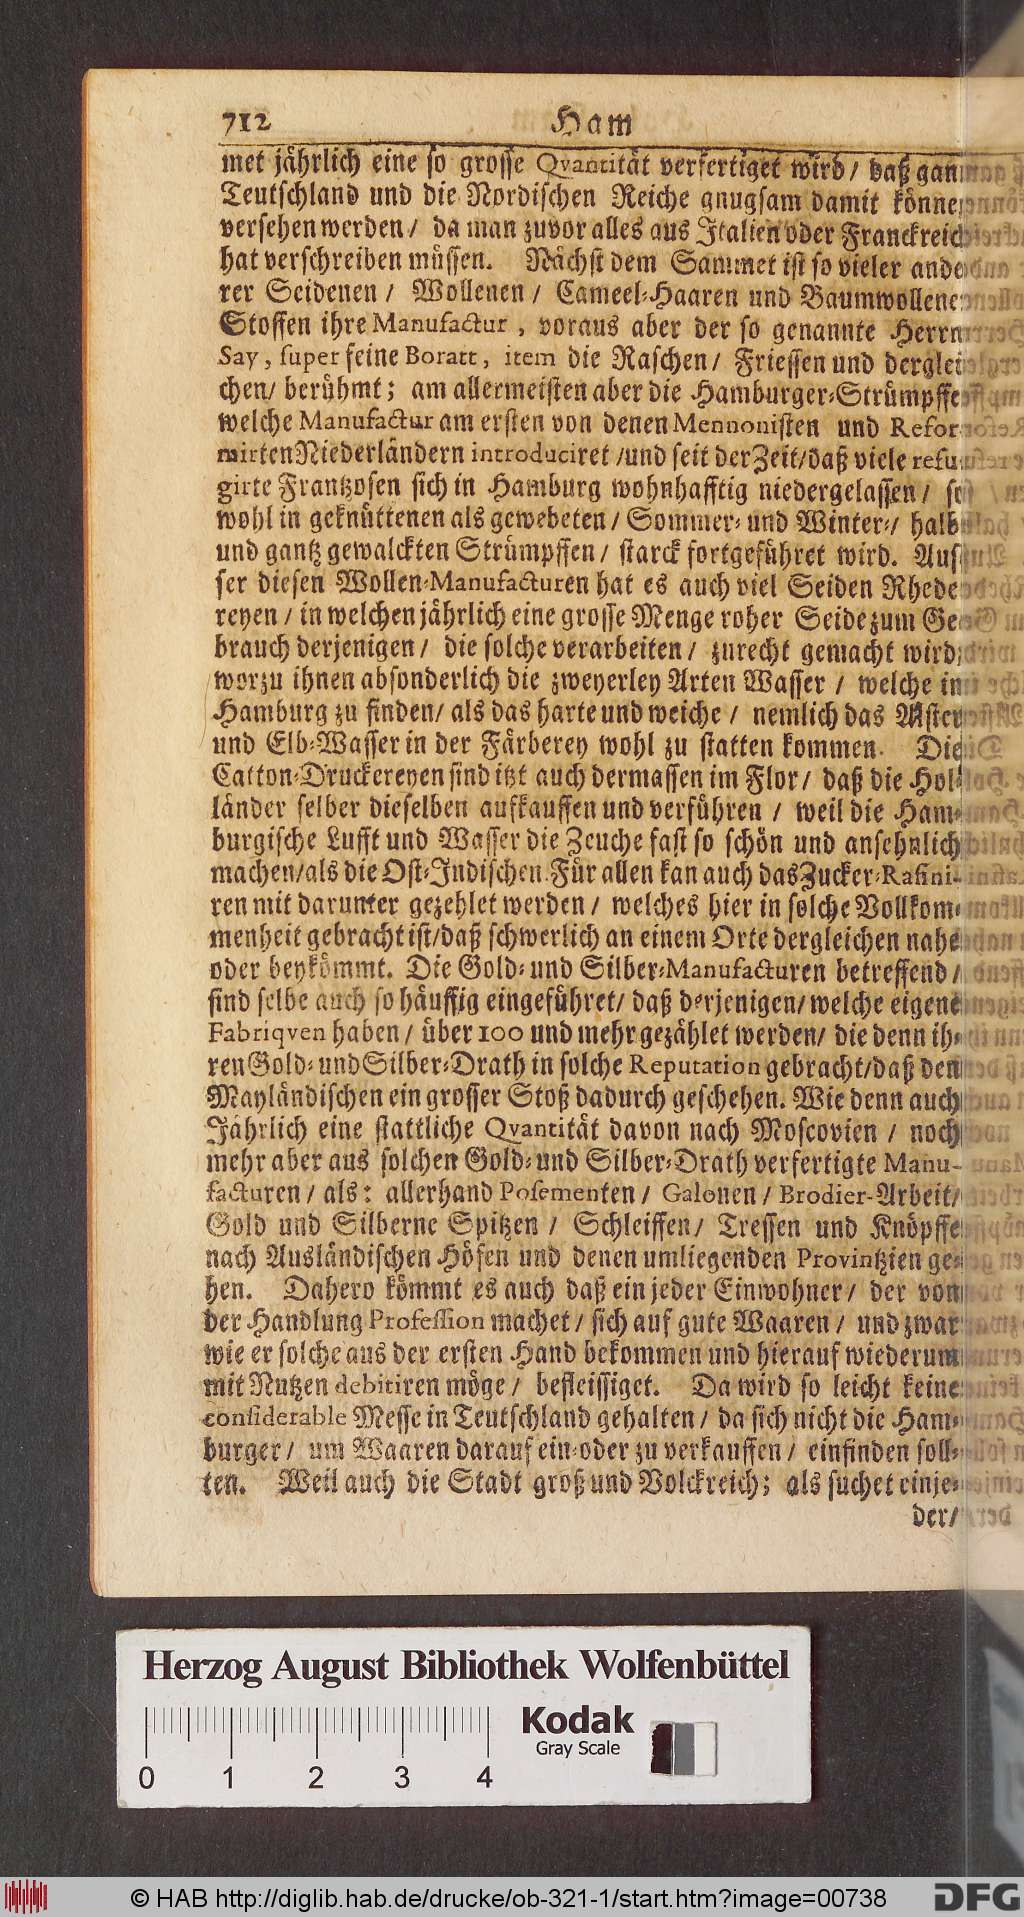 712 Ham
met jährlich eine so grosse Qvantität verfertiget wird / daß gan
Teutschland und die Nordischen Reiche gnugsam damit könne
versehen werden / da man zuvor alles aus Italien oder Franckreich
hat verschreiben müssen. Nächst dem Sammet ist so vieler ande
rer Seidenen / Wollenen / Cameel-Haaren und Baumwollene
Stoffen ihre Manufactur , voraus aber der so genannte Herrn
Say, super feine Boratt, item die Raschen / Friessen und derglei
chen / berühmt; am allermeisten aber die Hamburger-Strümpffe
welche Manufactur am ersten von denen Mennonisten und Refor
mirten Niederländern introduciret / und seit der Zeit / daß viele refu
girte Frantzosen sich in Hamburg wohnhafftig niedergelassen / so
wohl in geknüttenen als gewebeten / Sommer- und Winter- / halb
und gantz gewalckten Strümpffen / starck fortgeführet wird. Aus
ser diesen Wollen-Manufacturen hat es auch viel Seiden Rhede
reyen / in welchen jährlich eine grosse Menge roher Seide zum Ge
brauch derjenigen / die solche verarbeiten / zurecht gemacht wird,
worzu ihnen absonderlich die zweyerley Arten Wasser / welche in
Hamburg zu finden / als das harte und weiche / nemlich das Alster
und Elb-Wasser in der Färberey wohl zu statten kommen. Die
Catton-Druckereyen sind itzt auch dermassen im Flor / daß die Hol-
länder selber dieselben aufkauffen und verführen / weil die Ham-
burgische Lufft und Wasser die Zeuche fast so schön und ansehnlich
machen / als die Ost-Indischen. Für allen kan auch das Zucker-Rafini-
ren mit darunter gezehlet werden / welches hier in solche Vollkom-
menheit gebracht ist / daß schwerlich an einem Orte dergleichen nahe
oder beykömmt. Die Gold- und Silber-Manufacturen betreffend /
sind selbe auch so häuffig eingeführet / daß derjenigen / welche eigene
Fabriqven haben / über 100 und mehr gezählet werden / die denn ih-
ren Gold- und Silber-Drath in solche Reputation gebracht / daß den
Mayländischen ein grosser Stoß dadurch geschehen. Wie denn auch
Jährlich eine stattliche Qvantität davon nach Moscovien / noch
mehr aber aus solchen Gold- und Silber-Drath verfertigte Manu-
facturen / als: allerhand Posementen / Galonen / Brodier-Arbeit /
Gold und Silberne Spitzen / Schleiffen / Tressen und Knöpffe
nach Ausländischen Höfen und denen umliegenden Provintzien ge-
hen. Dahero kömmt es auch daß ein jeder Einwohner / der von
der Handlung Profession machet / sich auf gute Waaren / und zwar
wie er solche aus der ersten Hand bekommen und hierauf wiederum
mit Nutzen debitiren möge / befleissiget. Da wird so leicht keine
considerable Messe in Teutschland gehalten / da sich nicht die Ham-
burger / um Waaren darauf ein- oder zu verkauffen / einfinden soll-
ten. Weil auch die Stadt groß und Volckreich; als suchet einje-
der /
Herzog August Bibliothek Wolfenbüttel
Kodak
Gray Scale
0 1 2 3 4
© HAB http://diglib.hab.de/drucke/ob-321-1/start.htm?image=00738
DFG